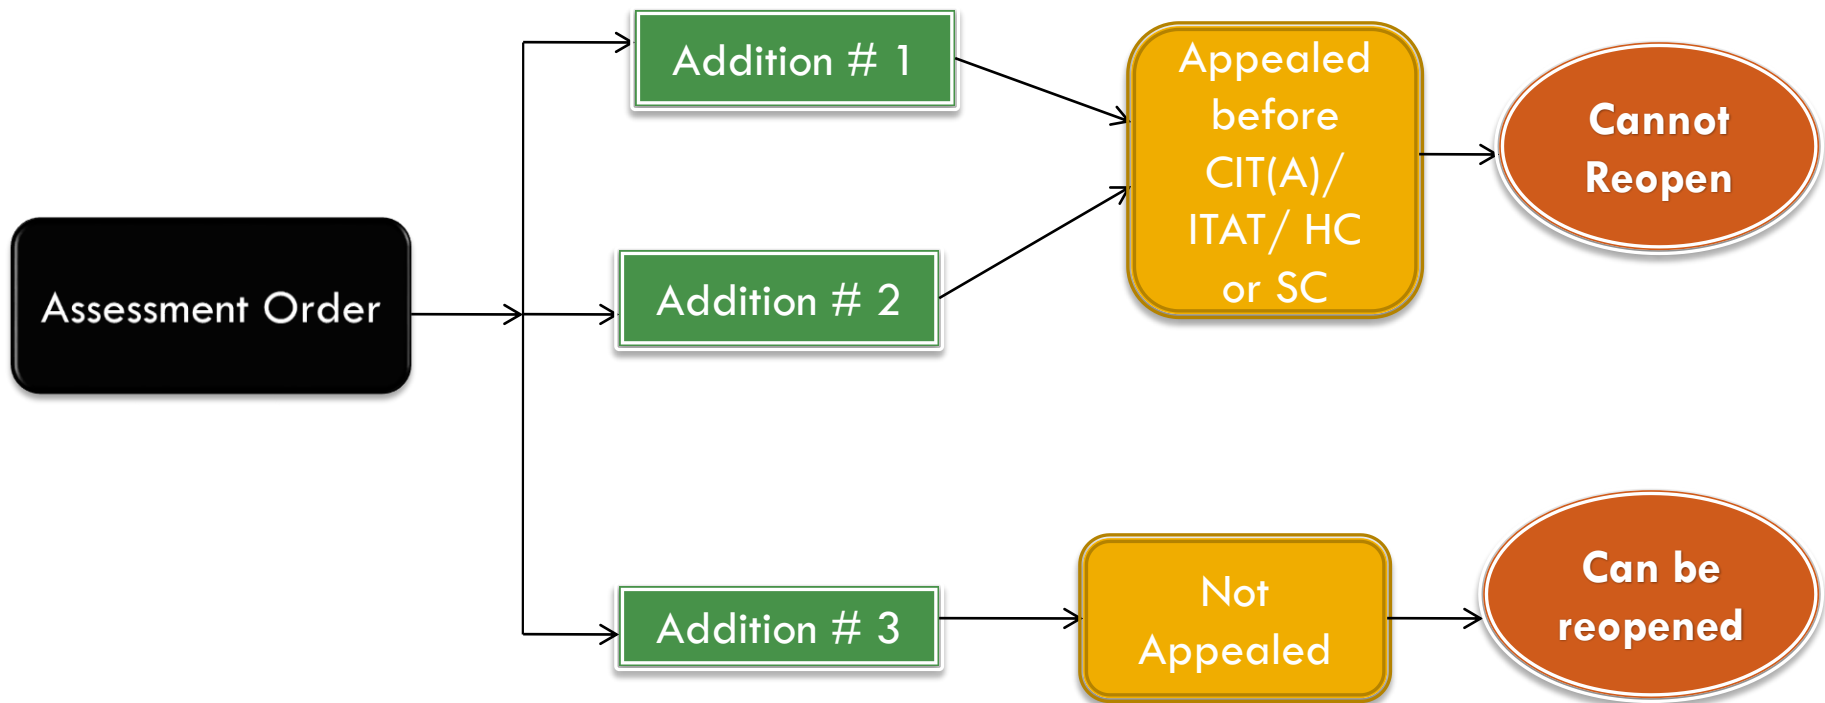 Addition # 1
Appealed
before
CIT(A)/
ITAT/ HC
or SC
Cannot
Reopen
Assessment Order
Addition # 2
Addition # 3
Not
Appealed
Can be
reopened